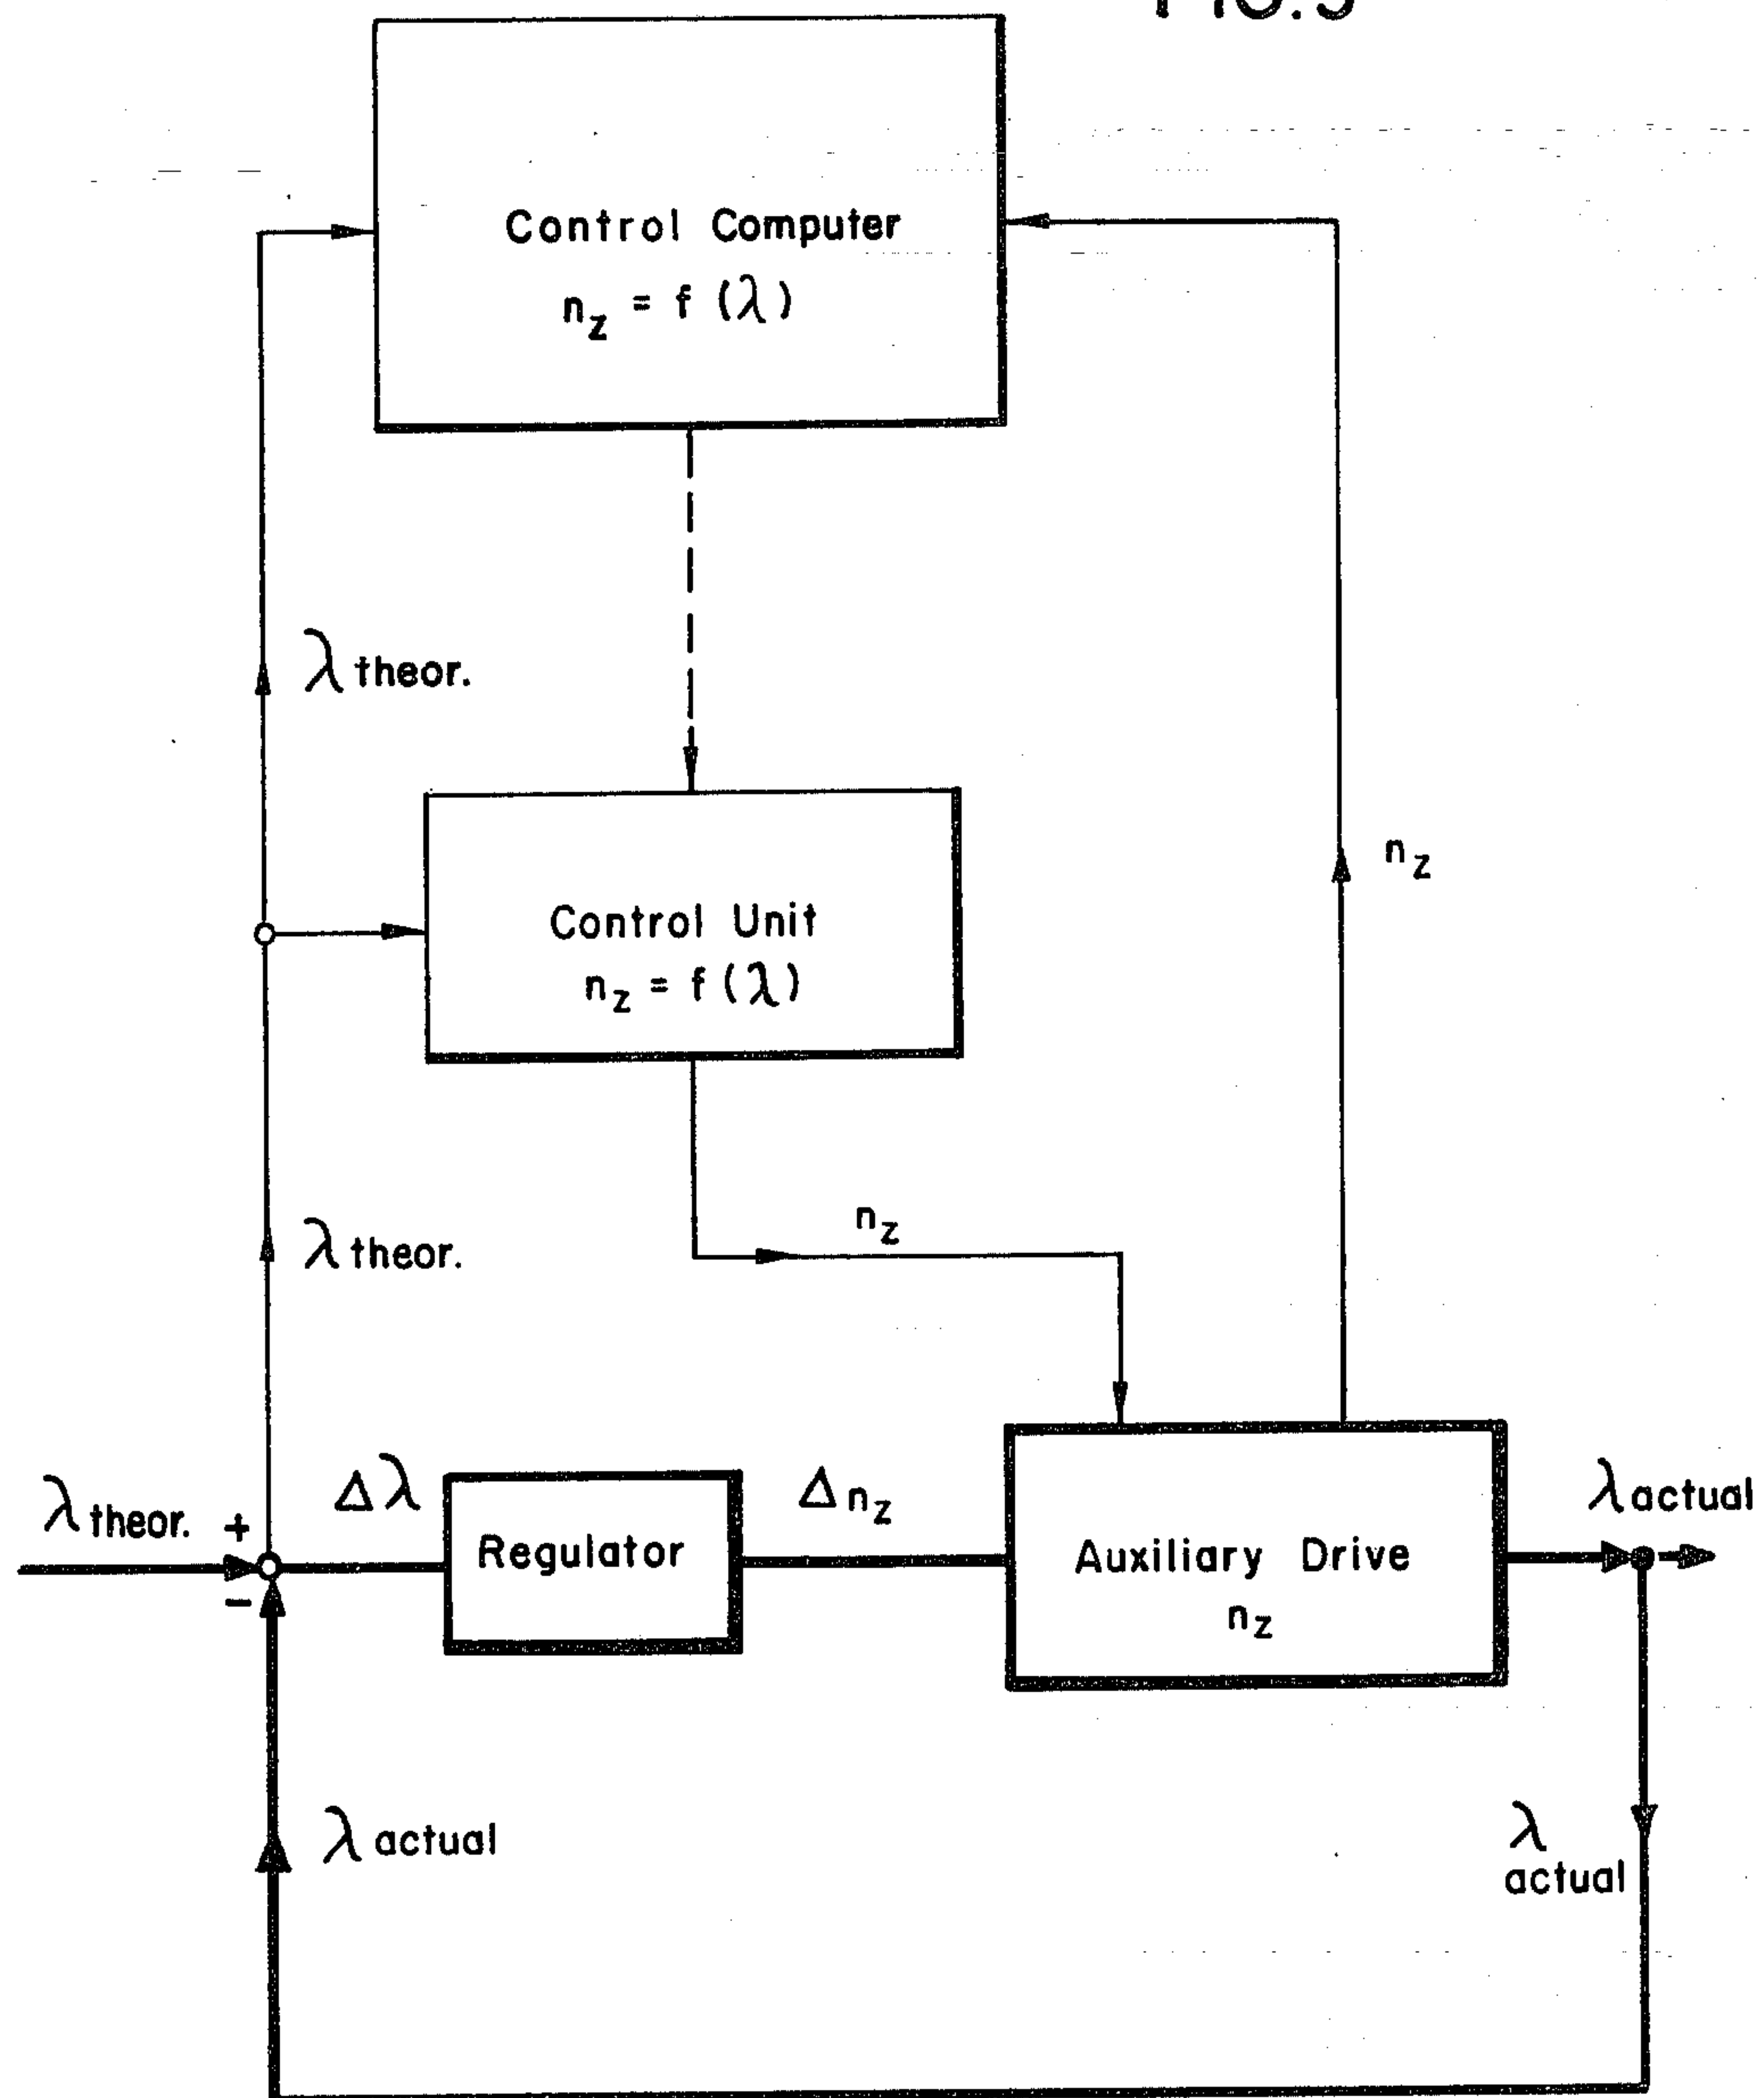 Control Computer
n_z = f (λ)
λ theor.
n_z
Control Unit
n_z = f (λ)
n_z
λ theor.
λ theor.
+
-
Δλ
Regulator
Δn_z
Auxiliary Drive
n_z
λ actual
λ actual
λ
actual